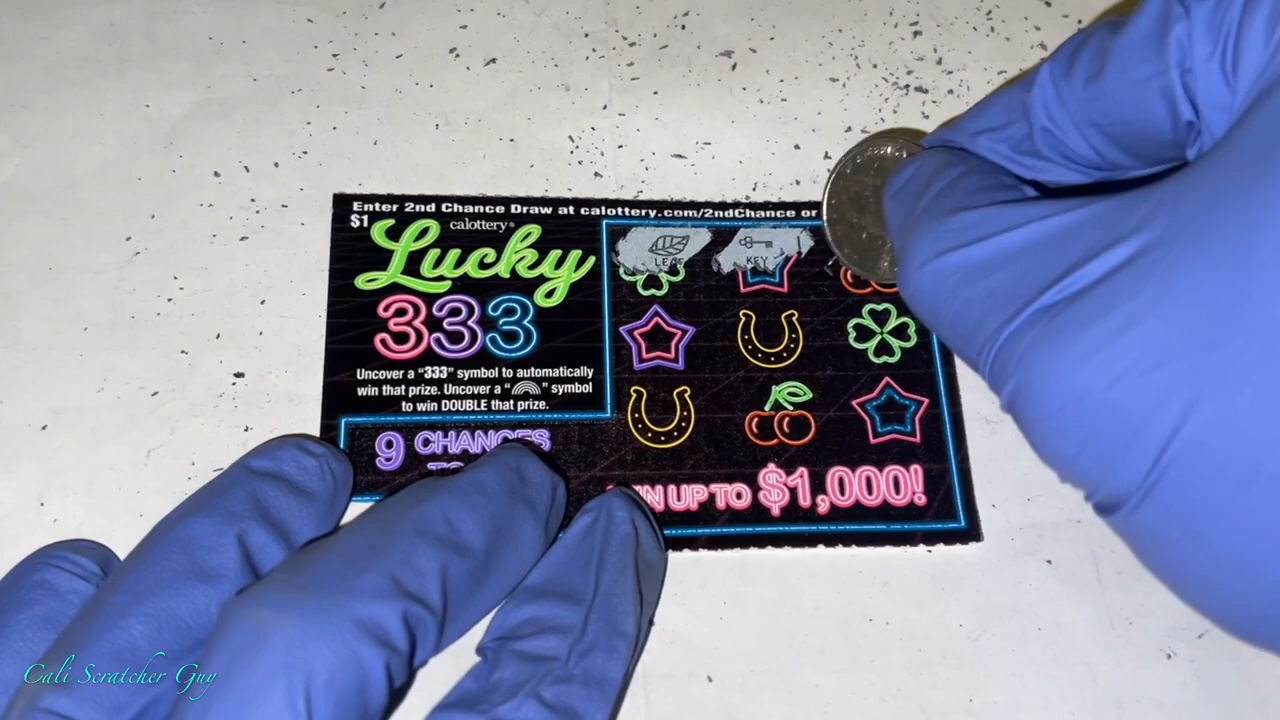 Enter 2nd Chance Draw at calottery.com/2ndChance or
$1
calottery
Lucky
333
Uncover a “333” symbol to automatically
win that prize. Uncover a “ ” symbol
to win DOUBLE that prize.
LEAF
KEY
9 CHANCES
TO
WIN UP TO $1,000!
Cali Scratcher Guy